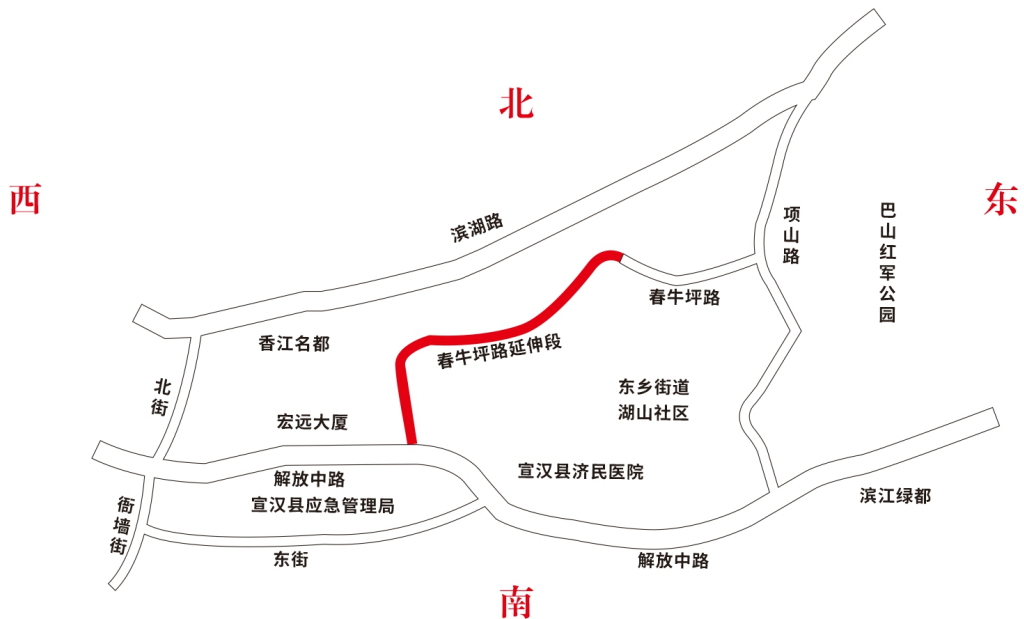 北
西
东
滨湖路
项山路
巴山红军公园
春牛坪路
香江名都
春牛坪路延伸段
北街
东乡街道
湖山社区
宏远大厦
解放中路
宣汉县济民医院
宣汉县应急管理局
滨江绿都
衙墙街
东街
解放中路
南